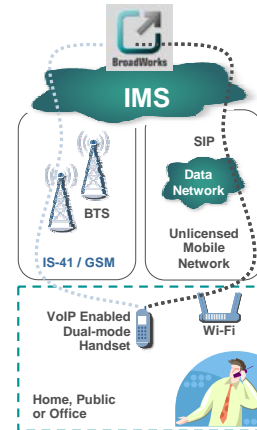 BroadWorks
IMS
SIP
Data
Network
BTS
Unlicensed
Mobile
Network
IS-41 / GSM
VoIP Enabled
Dual-mode
Handset
Wi-Fi
Home, Public
or Office